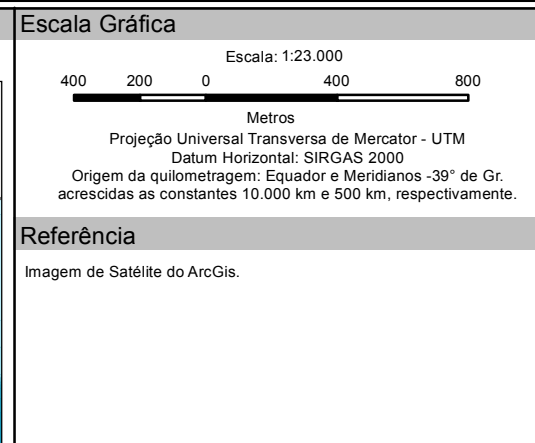 Escala Gráfica
Escala: 1:23.000
400 200 0 400 800
Metros
Projeção Universal Transversa de Mercator - UTM
Datum Horizontal: SIRGAS 2000
Origem da quilometragem: Equador e Meridianos -39° de Gr.
acrescidas as constantes 10.000 km e 500 km, respectivamente.
Referência
Imagem de Satélite do ArcGis.